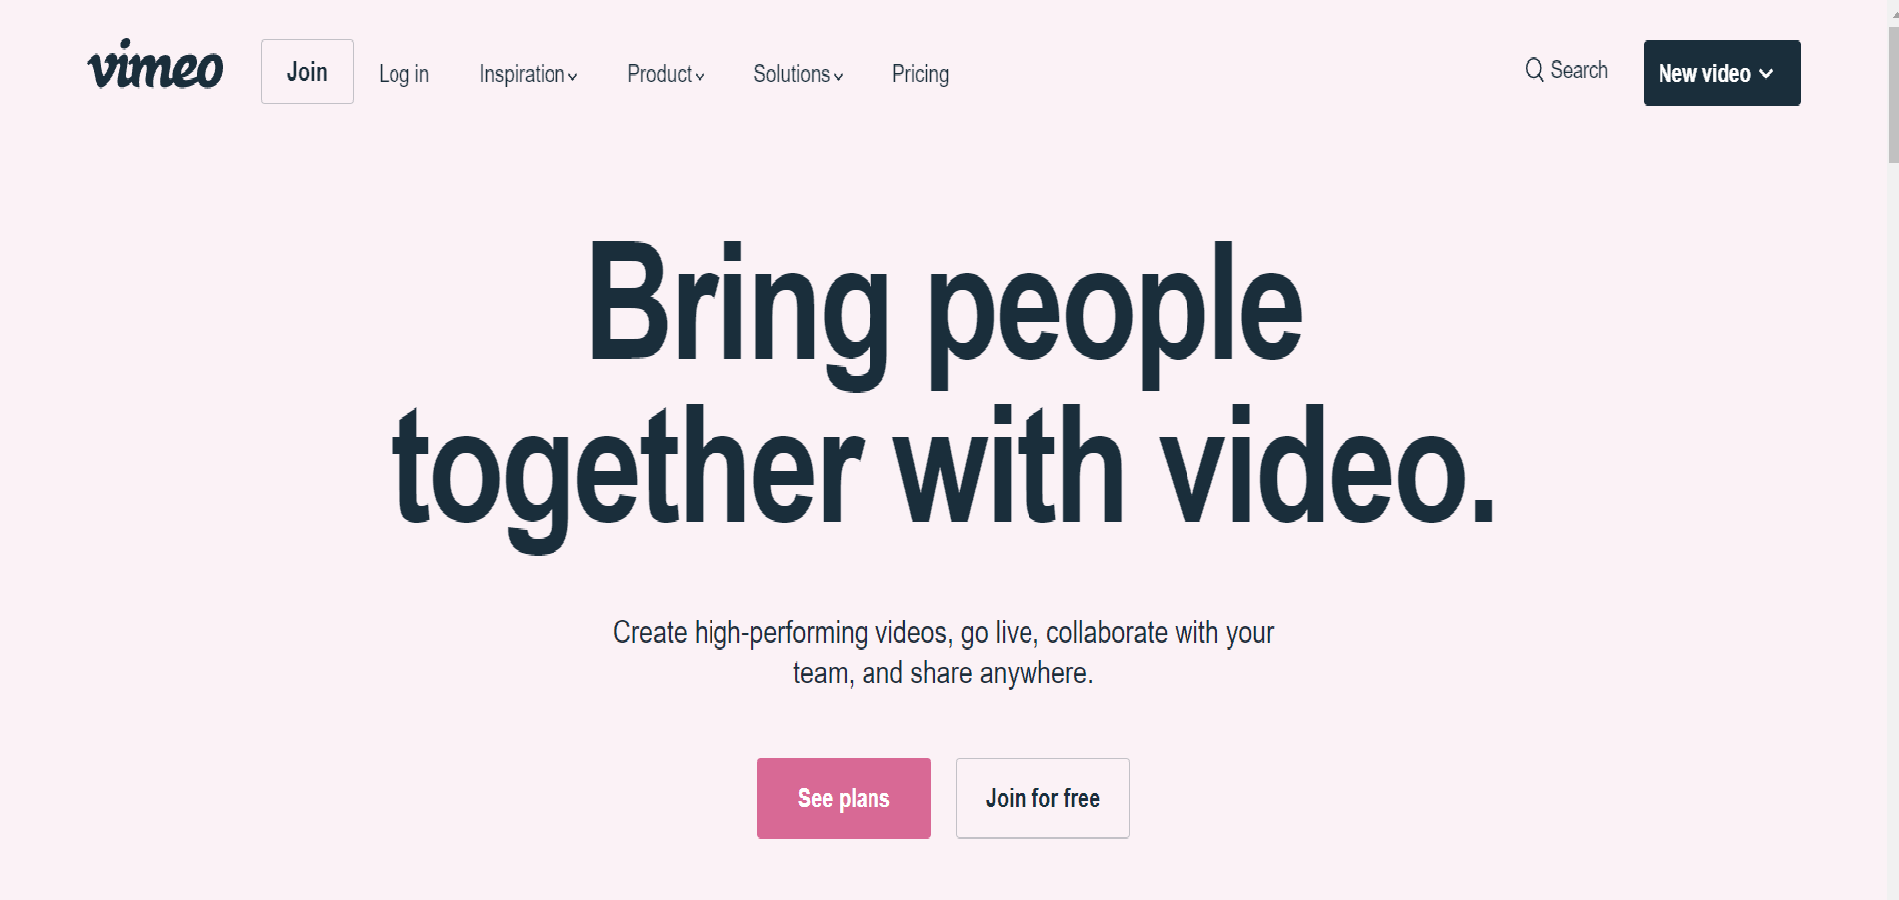 vimeo
Join
Log in
Inspiration
Product
Solutions
Pricing
Search
New video
Bring people
together with video.
Create high-performing videos, go live, collaborate with your
team, and share anywhere.
See plans
Join for free